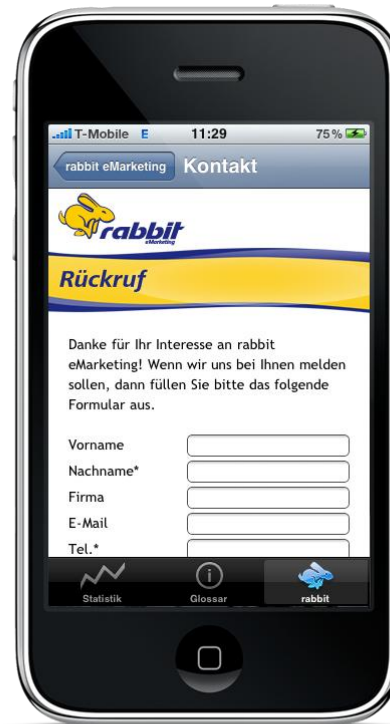 T-Mobile E 11:29 75%
rabbit eMarketing Kontakt
rabbit
eMarketing
Rückruf
Danke für Ihr Interesse an rabbit
eMarketing! Wenn wir uns bei Ihnen melden
sollen, dann füllen Sie bitte das folgende
Formular aus.
Vorname
Nachname*
Firma
E-Mail
Tel.*
Statistik Glossar rabbit